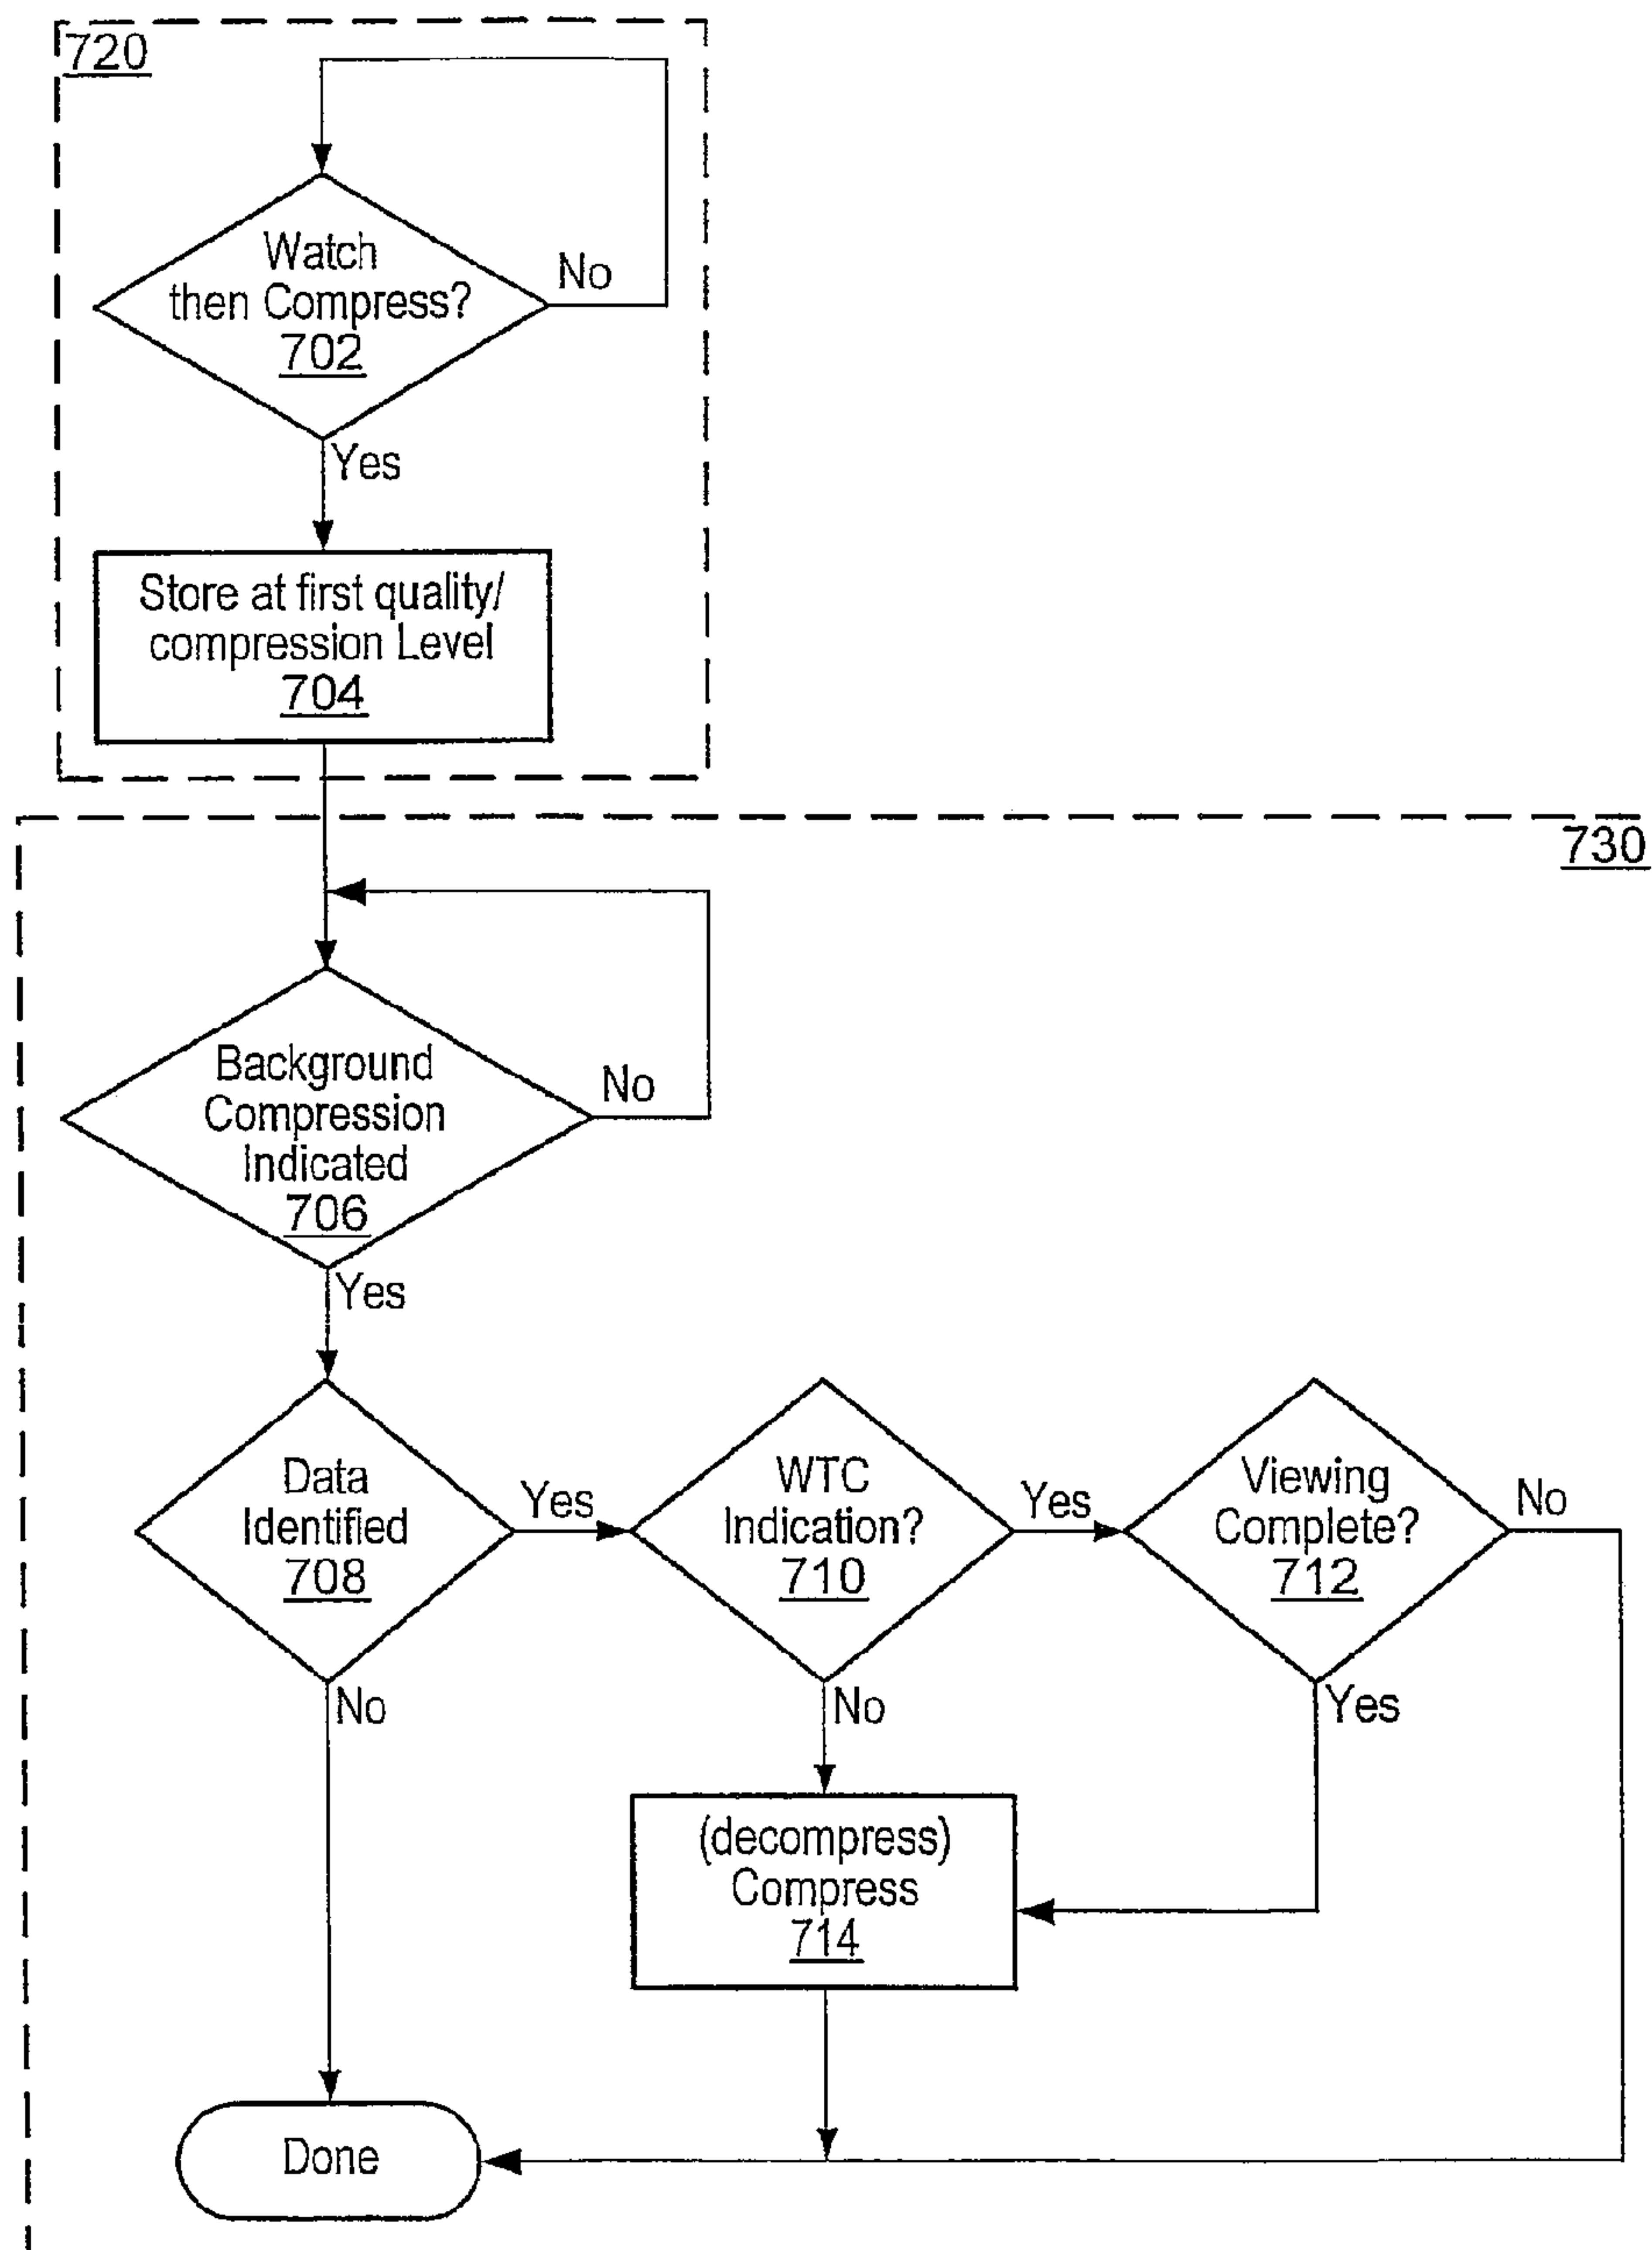 720
Watch
then Compress?
702
No
Yes
Store at first quality/
compression Level
704
730
Background
Compression
Indicated
706
No
Yes
Data
Identified
708
Yes
No
WTC
Indication?
710
Yes
No
Viewing
Complete?
712
No
Yes
(decompress)
Compress
714
Done